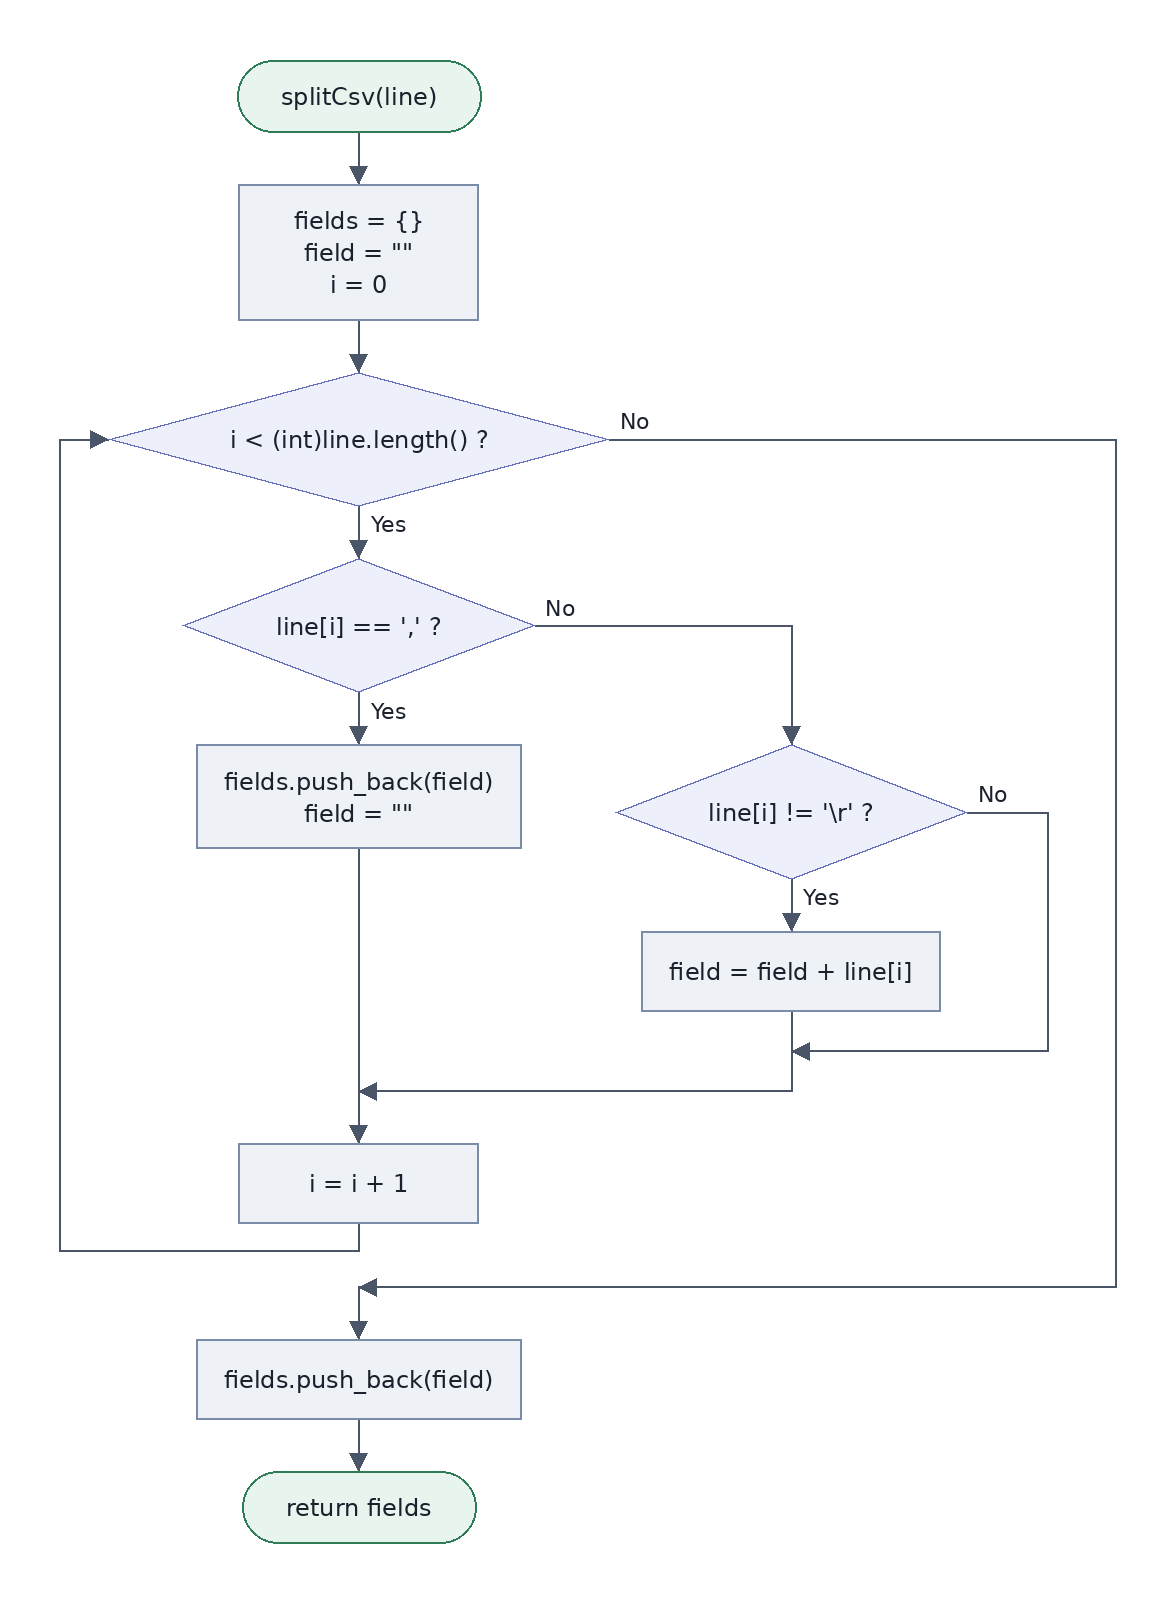 splitCsv(line)
fields = {}
field = ""
i = 0
i < (int)line.length() ?
No
Yes
line[i] == ',' ?
No
Yes
fields.push_back(field)
field = ""
line[i] != '\r' ?
No
Yes
field = field + line[i]
i = i + 1
fields.push_back(field)
return fields